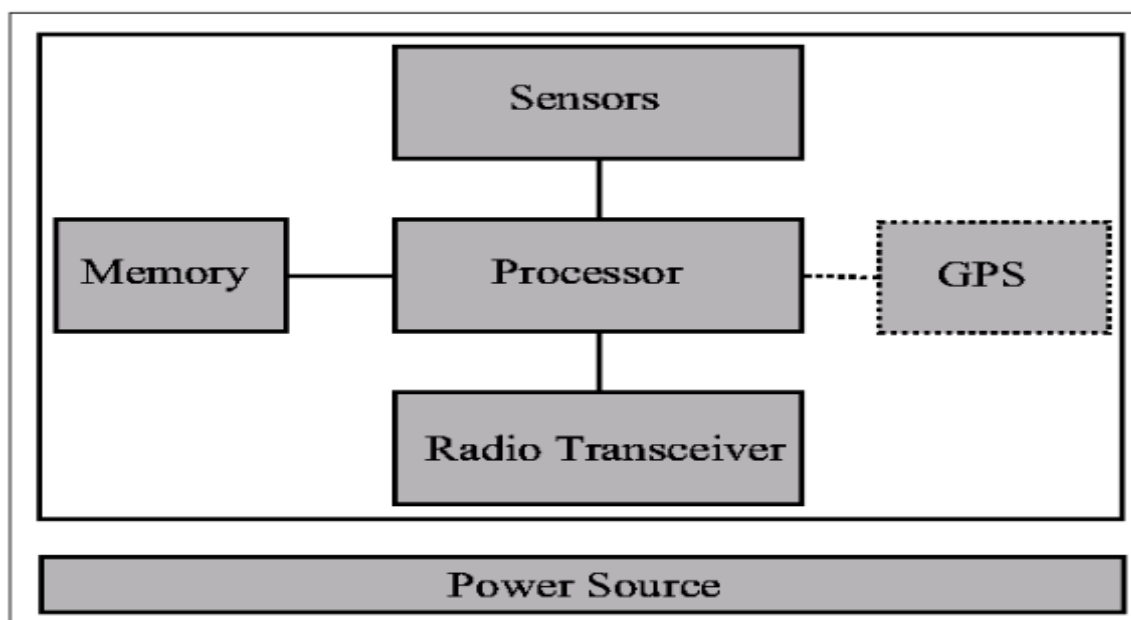 Sensors
Memory
Processor
GPS
Radio Transceiver
Power Source